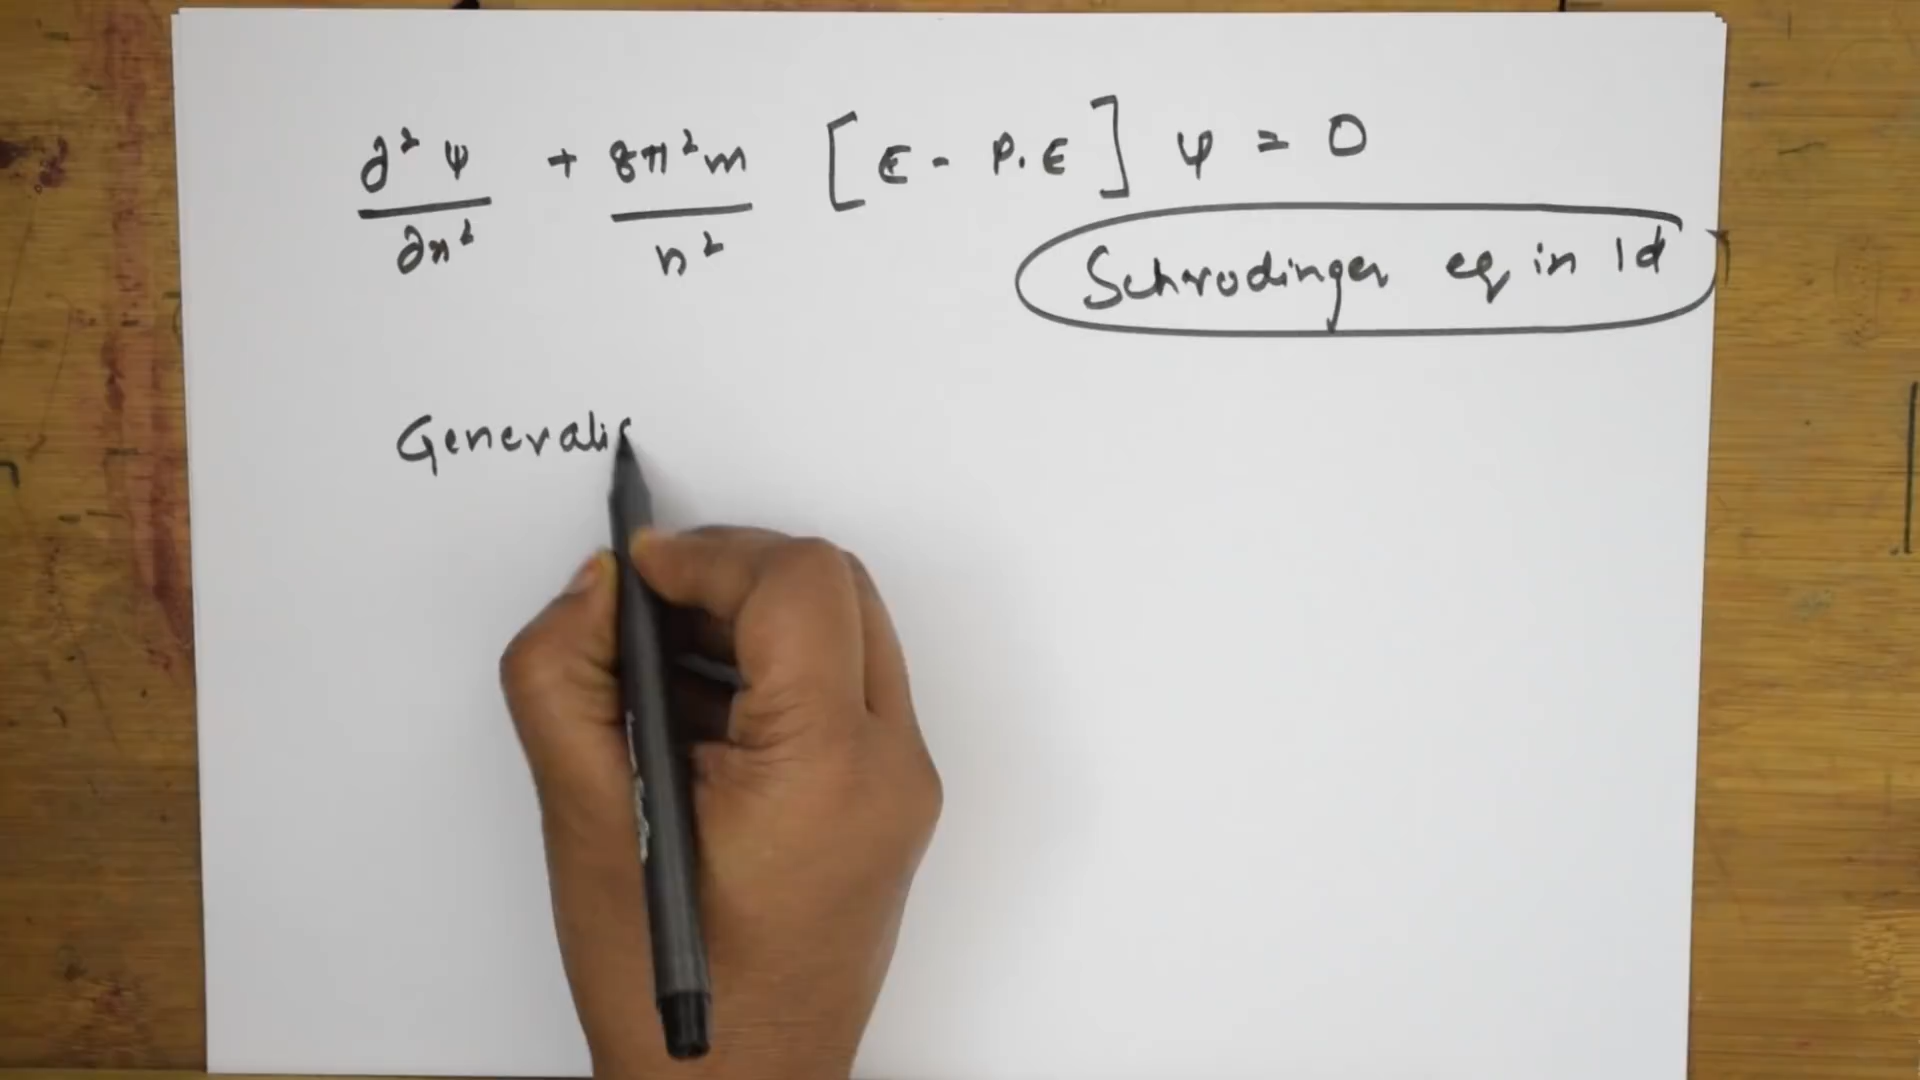 ∂²ψ/∂x² + 8π²m/h² [E - P.E] ψ = 0
Schrodinger eq in 1d
Generalis